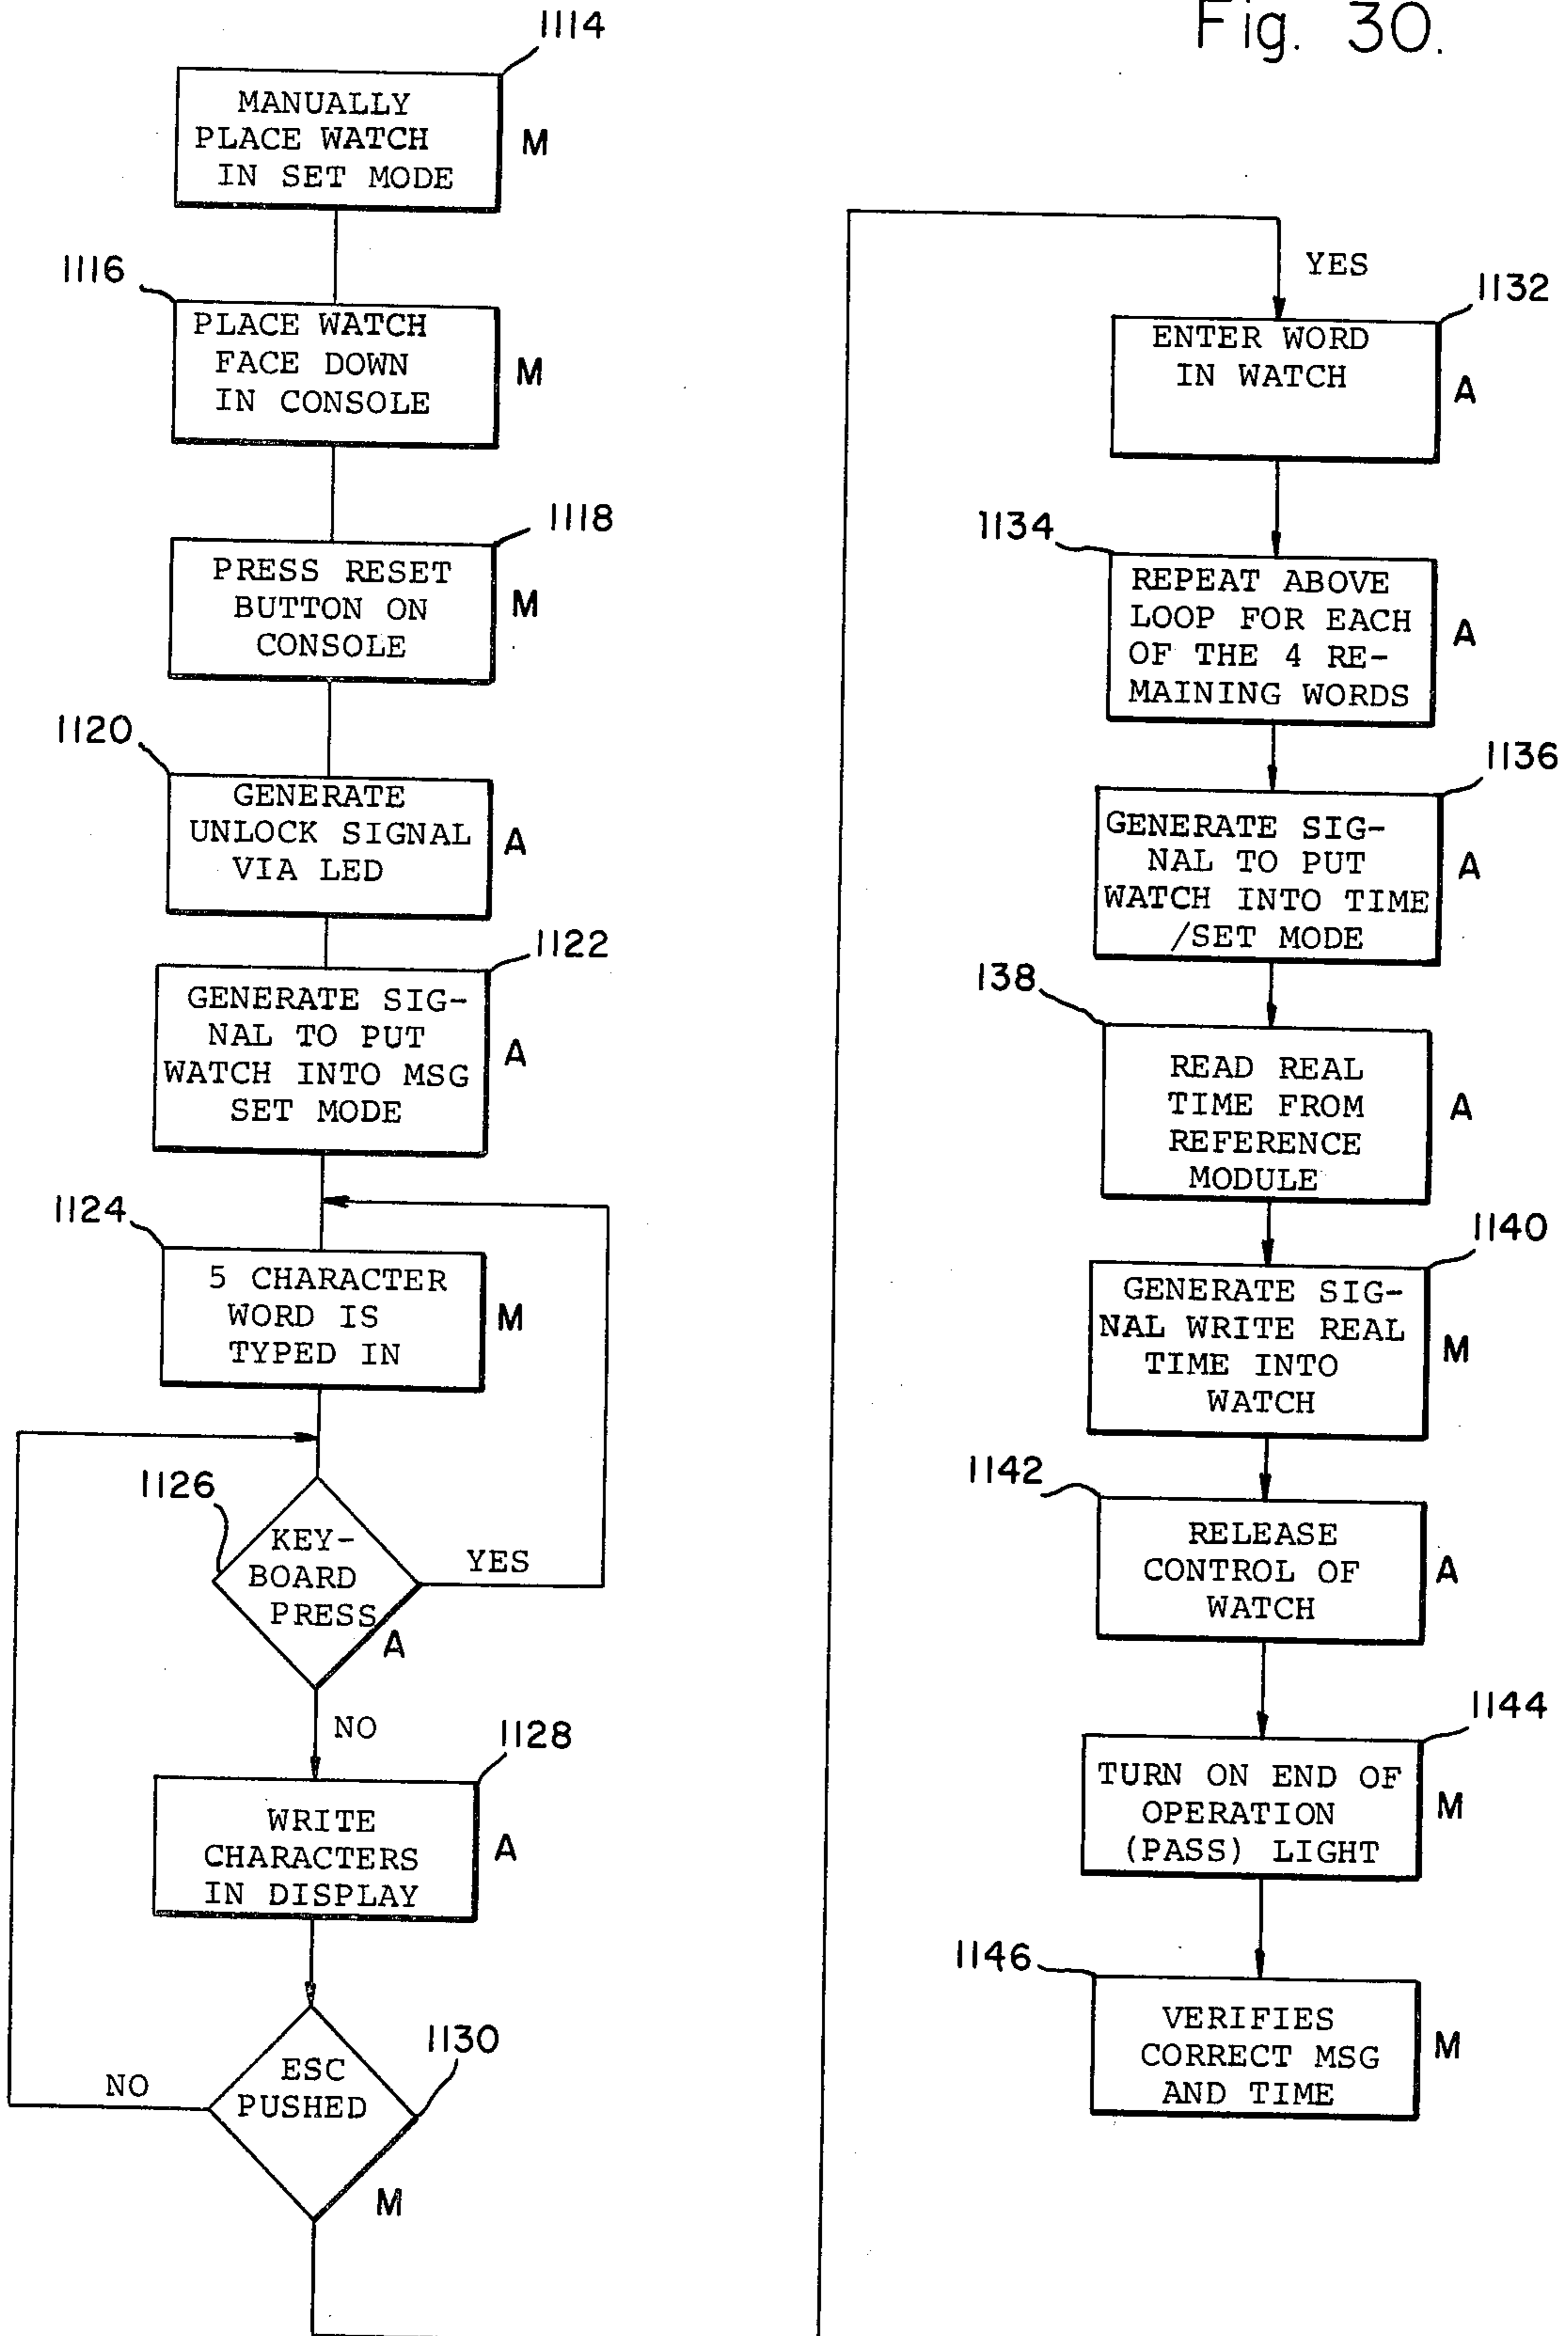 Fig. 30.
1114
MANUALLY
PLACE WATCH
IN SET MODE
M
1116
PLACE WATCH
FACE DOWN
IN CONSOLE
M
1118
PRESS RESET
BUTTON ON
CONSOLE
M
1120
GENERATE
UNLOCK SIGNAL
VIA LED
A
1122
GENERATE SIG-
NAL TO PUT
WATCH INTO MSG
SET MODE
A
1124
5 CHARACTER
WORD IS
TYPED IN
M
1126
KEY-
BOARD
PRESS
A
YES
NO
1128
WRITE
CHARACTERS
IN DISPLAY
A
1130
ESC
PUSHED
M
NO
YES
1132
ENTER WORD
IN WATCH
A
1134
REPEAT ABOVE
LOOP FOR EACH
OF THE 4 RE-
MAINING WORDS
A
1136
GENERATE SIG-
NAL TO PUT
WATCH INTO TIME
/SET MODE
A
138
READ REAL
TIME FROM
REFERENCE
MODULE
A
1140
GENERATE SIG-
NAL WRITE REAL
TIME INTO
WATCH
M
1142
RELEASE
CONTROL OF
WATCH
A
1144
TURN ON END OF
OPERATION
(PASS) LIGHT
M
1146
VERIFIES
CORRECT MSG
AND TIME
M